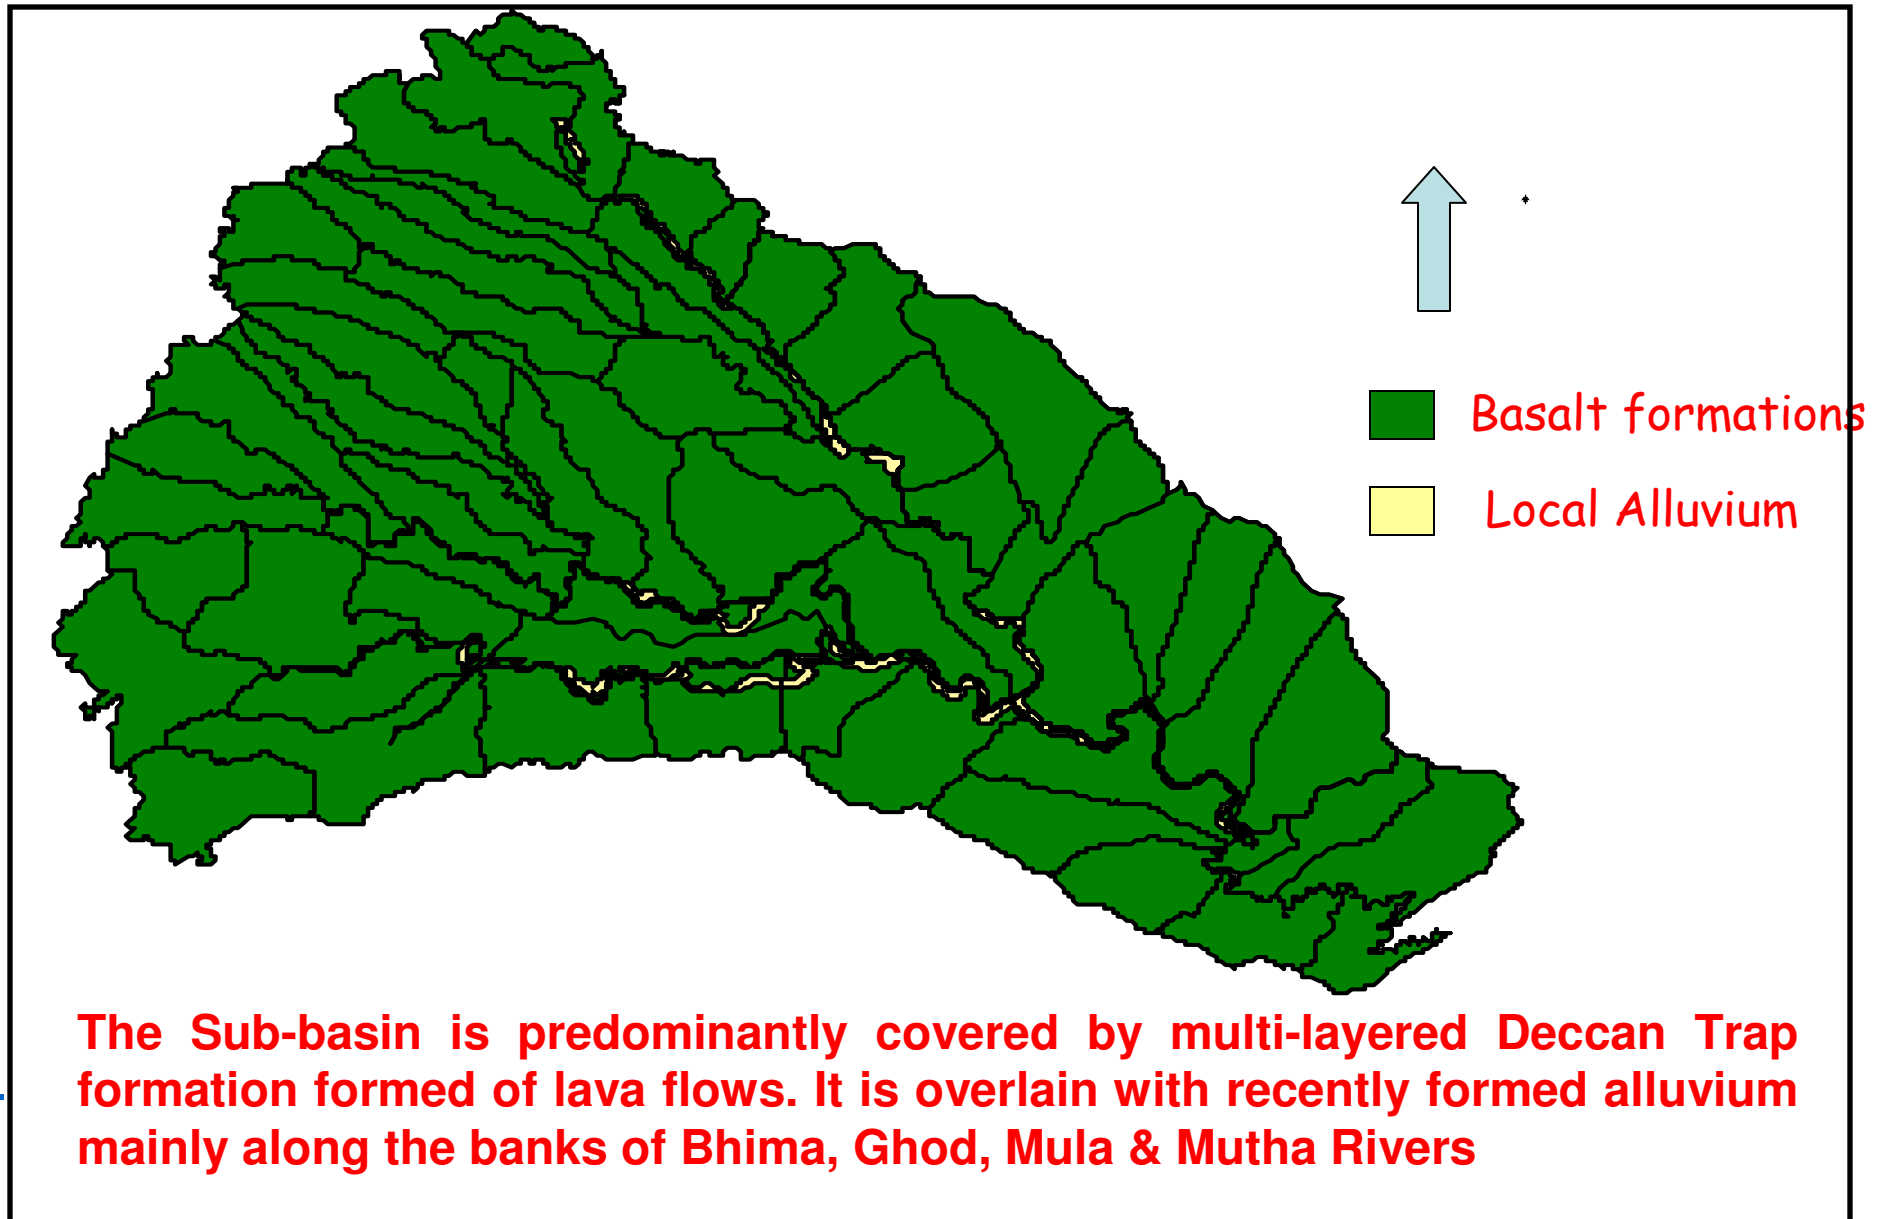 Basalt formations
Local Alluvium
The Sub-basin is predominantly covered by multi-layered Deccan Trap
formation formed of lava flows. It is overlain with recently formed alluvium
mainly along the banks of Bhima, Ghod, Mula & Mutha Rivers